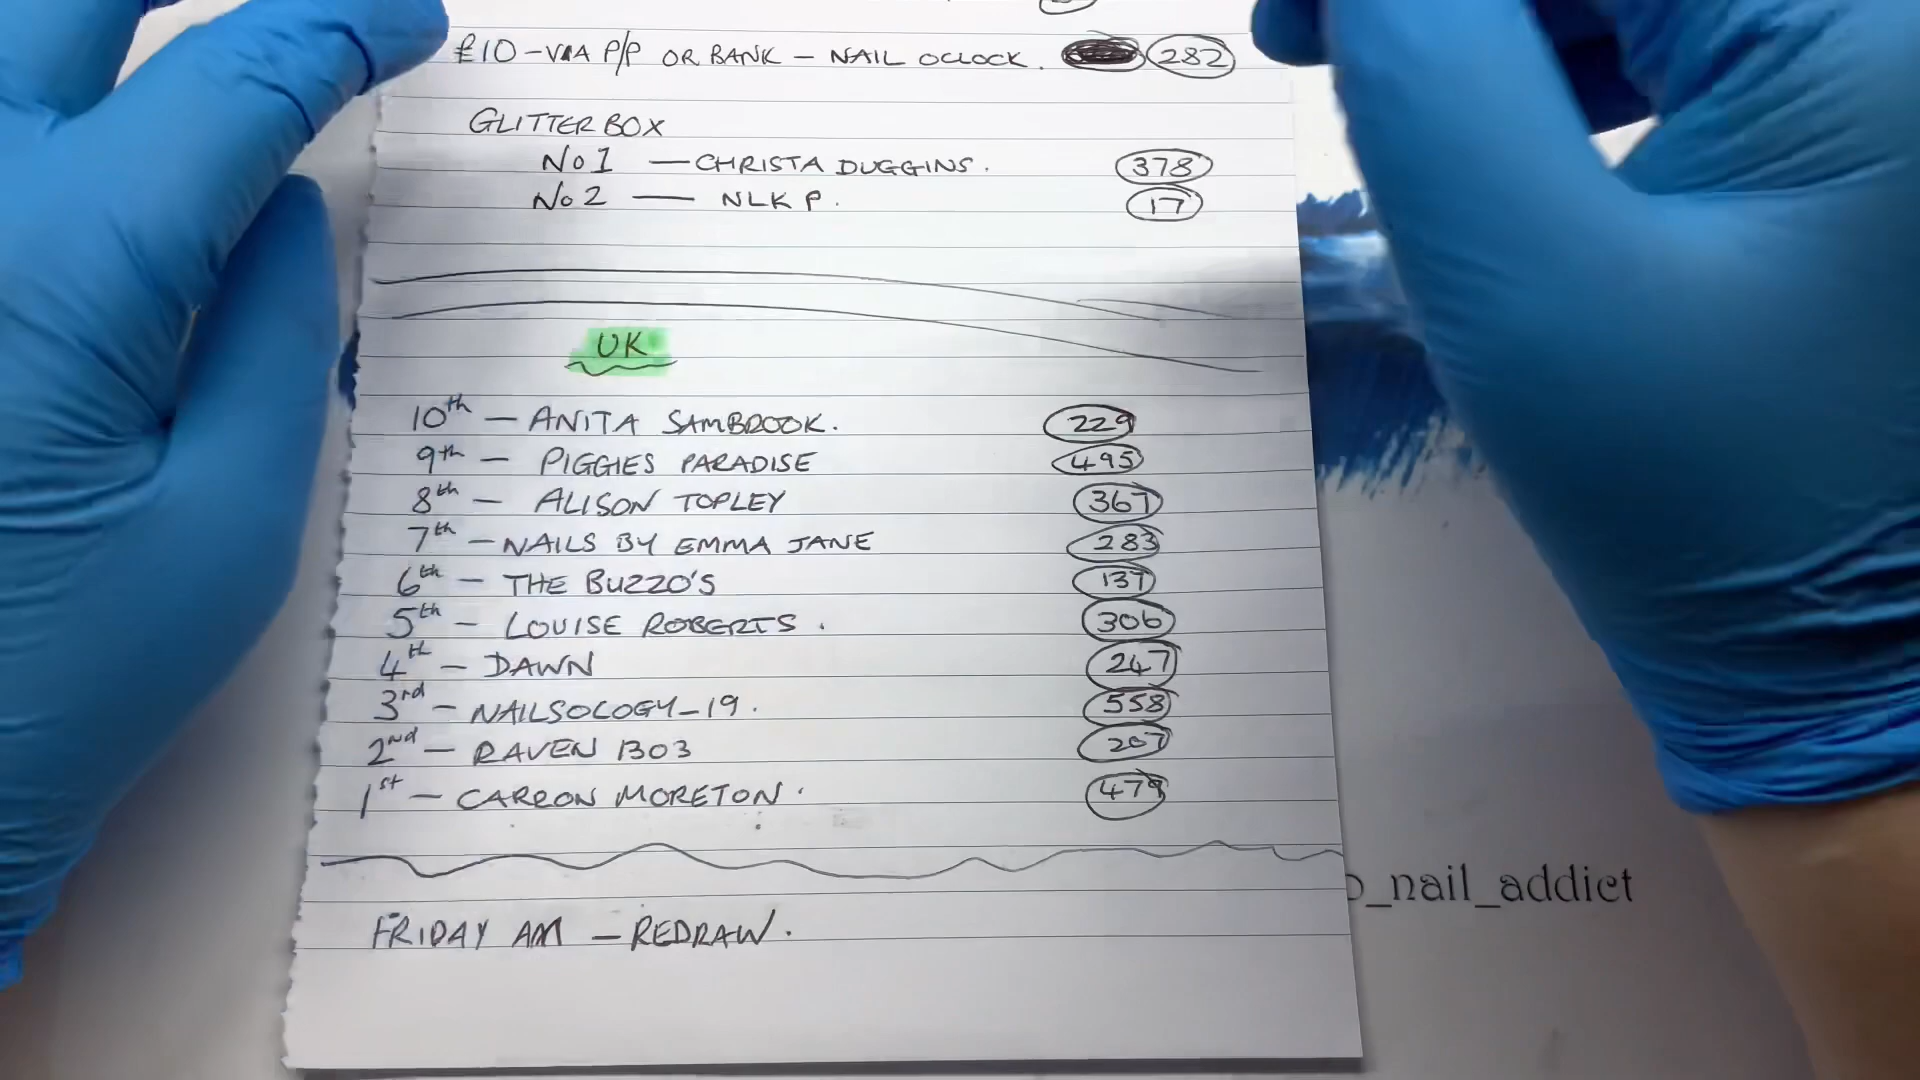 £10 - VIA P/P OR BANK - NAIL OCLOCK. 282
GLITTER BOX
No 1 - CHRISTA DUGGINS. 378
No 2 - NLK P. 17
UK
10th - ANITA SAMBROOK. 229
9th - PIGGIES PARADISE 495
8th - ALISON TOPLEY 367
7th - NAILS BY EMMA JANE 283
6th - THE BUZZO'S 137
5th - LOUISE ROBERTS. 306
4th - DAWN 247
3rd - NAILSOLOGY_19. 558
2nd - RAVEN 1303 207
1st - CARRON MORETON. 479
_nail_addict
FRIDAY AM - REDRAW.